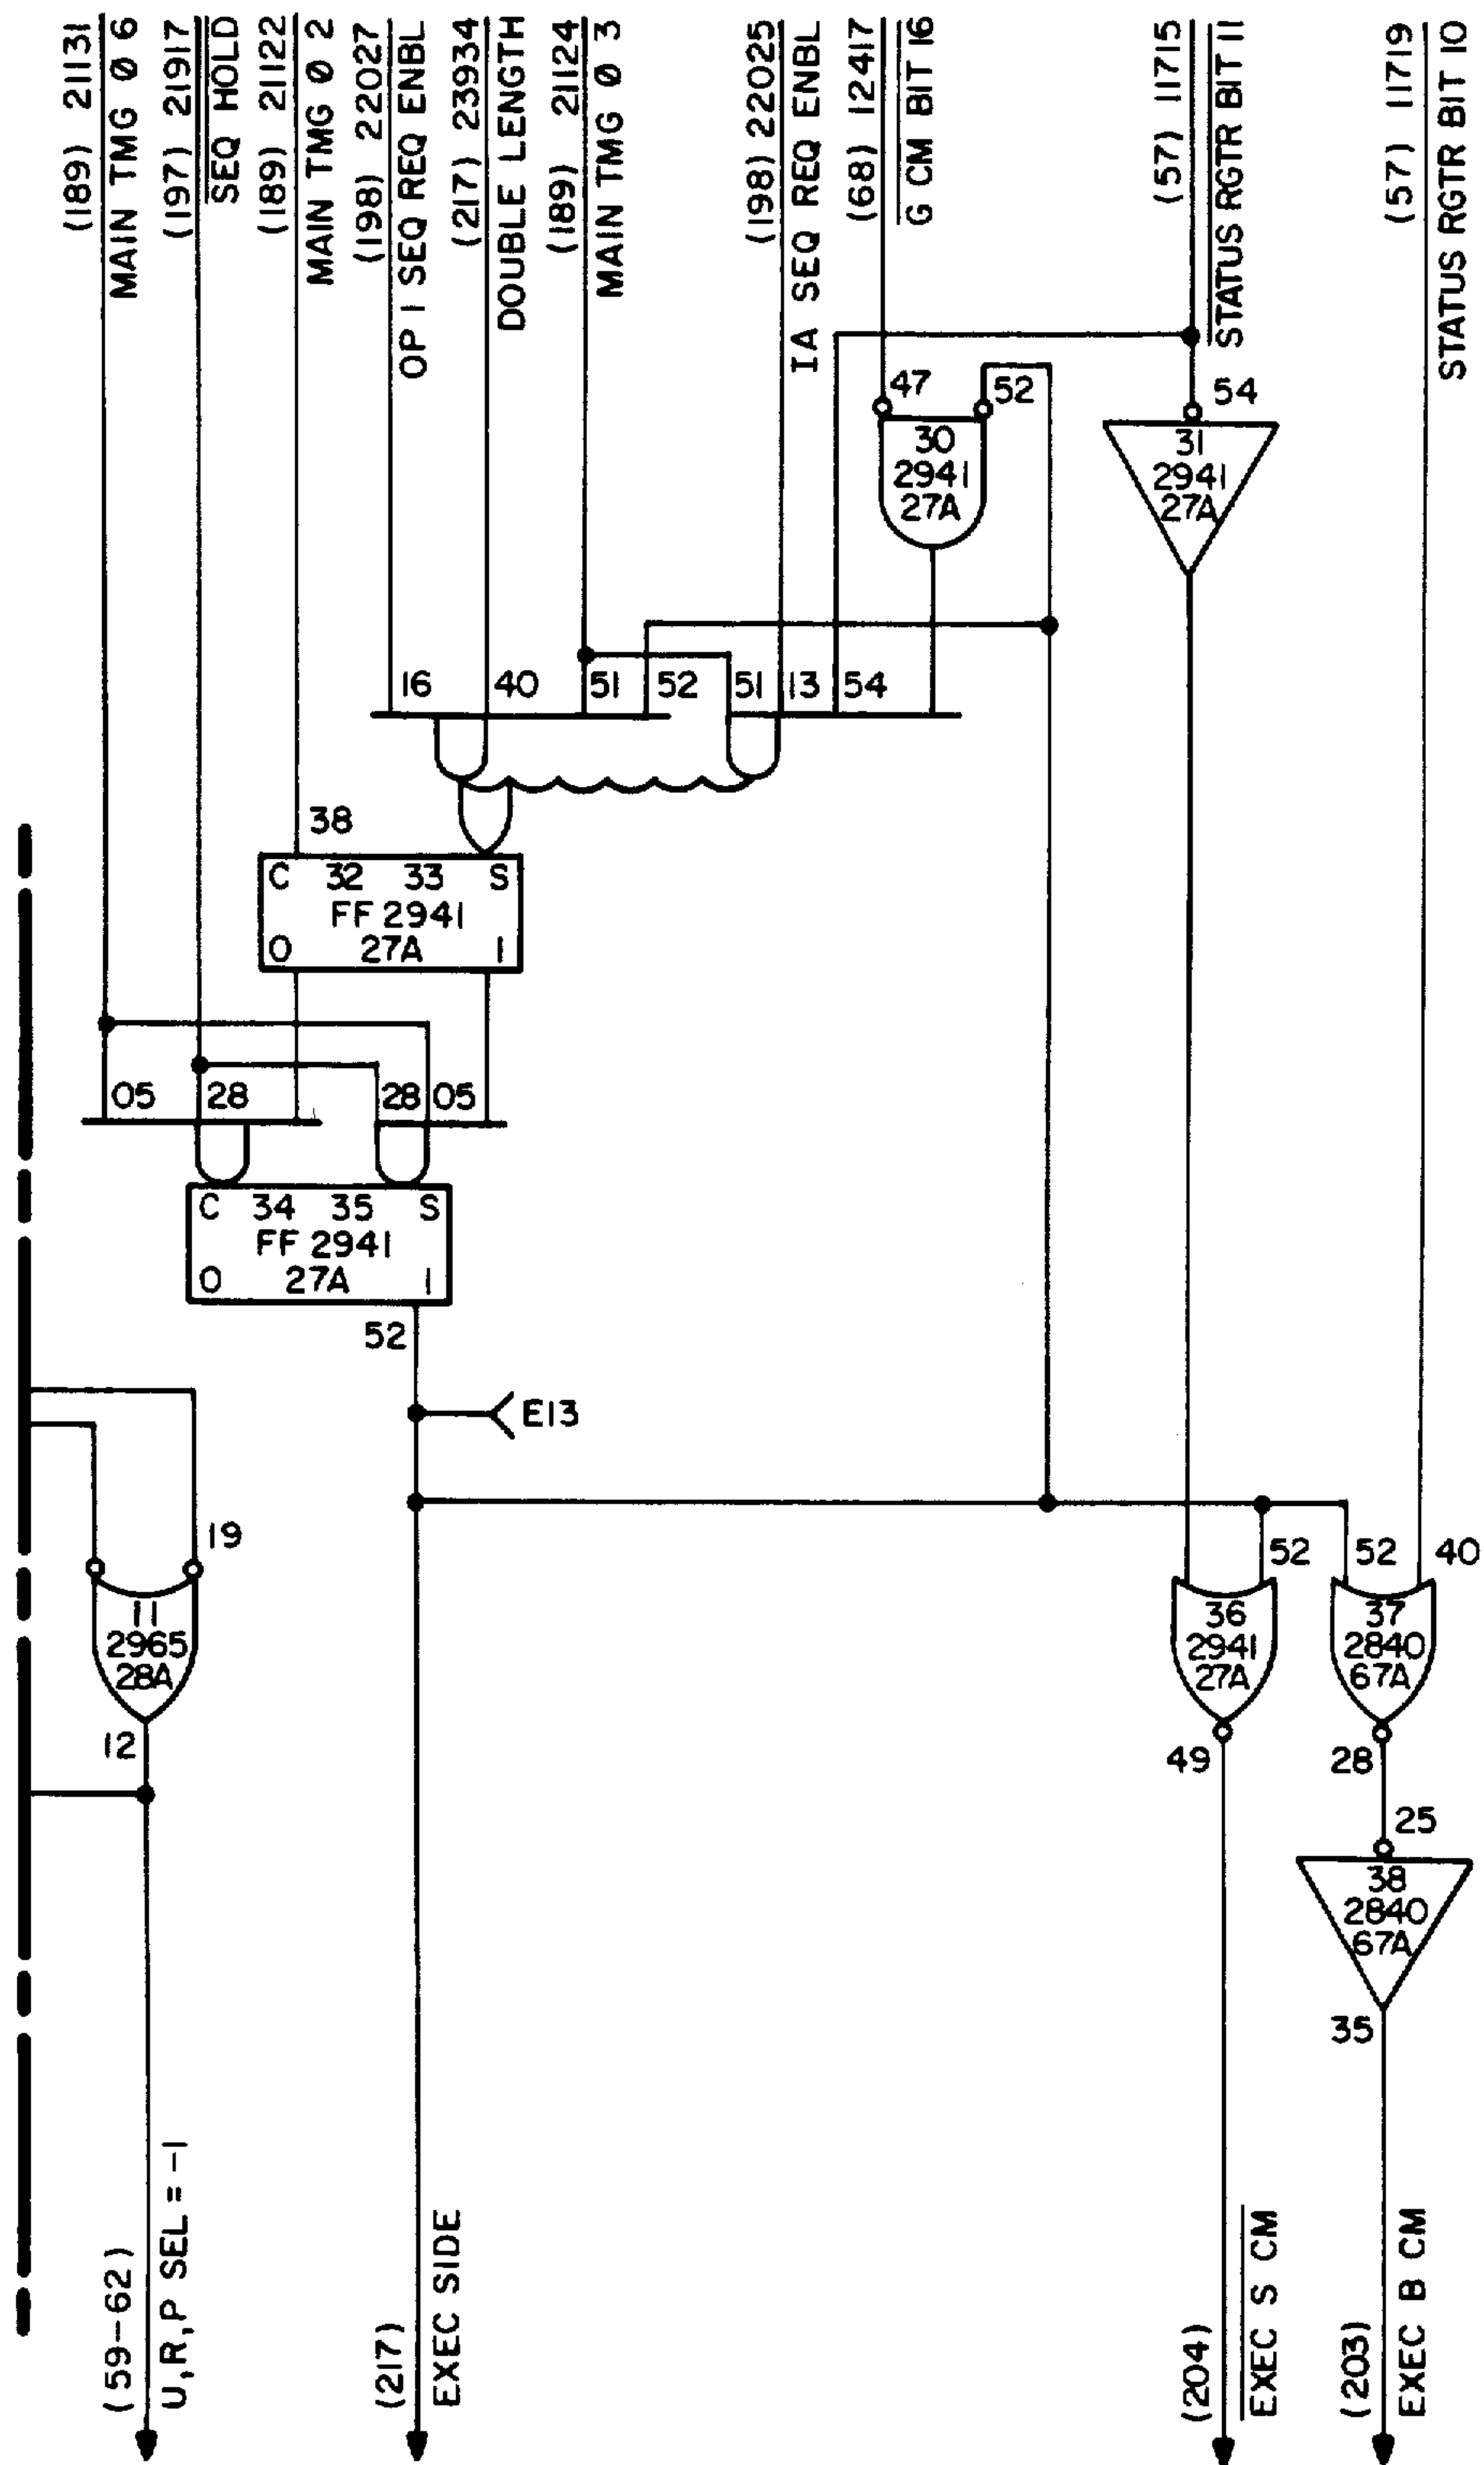 (189) 21131
MAIN TMG Ø 6
(197) 21917
SEQ HOLD
(189) 21122
MAIN TMG Ø 2
(198) 22027
OP 1 SEQ REQ ENBL
(217) 23934
DOUBLE LENGTH
(189) 21124
MAIN TMG Ø 3
(198) 22025
IA SEQ REQ ENBL
(68) 12417
G CM BIT 16
(57) 11715
STATUS RGTR BIT 11
(57) 11719
STATUS RGTR BIT 10
47
52
30
2941
27A
54
31
2941
27A
16
40
51
52
51
13
54
38
C 32 33 S
FF 2941
0 27A 1
05
28
28
05
C 34 35 S
FF 2941
0 27A 1
52
E13
19
11
2965
28A
12
52
36
2941
27A
49
52
40
37
2840
67A
28
25
38
2840
67A
35
(59-62)
U,R,P SEL = -1
(217)
EXEC SIDE
(204)
EXEC S CM
(203)
EXEC B CM